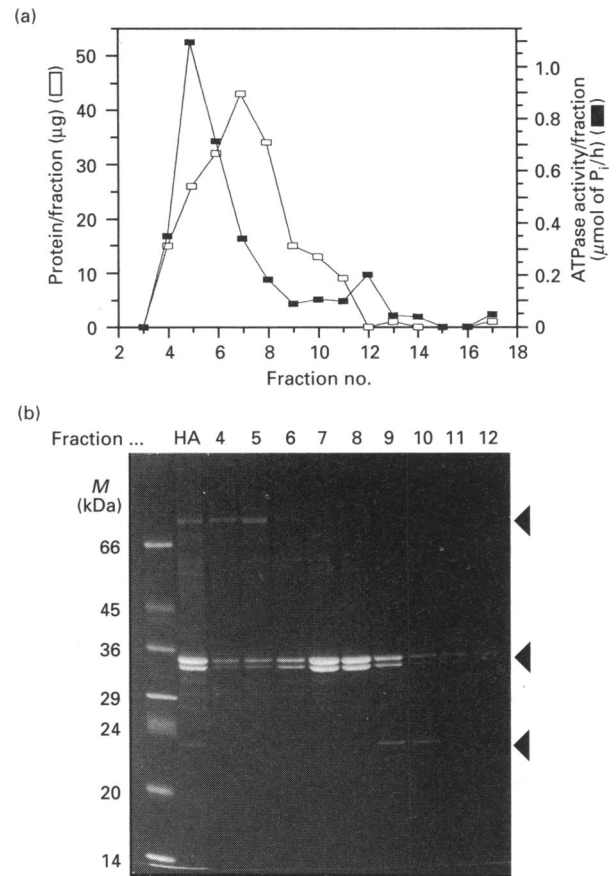 (a)
Protein/fraction (µg) (□)
50
40
30
20
10
0
ATPase activity/fraction
(µmol of Pi/h) (■)
1.0
0.8
0.6
0.4
0.2
0
2 4 6 8 10 12 14 16 18
Fraction no.
(b)
Fraction ... HA 4 5 6 7 8 9 10 11 12
M
(kDa)
66
45
36
29
24
20
14